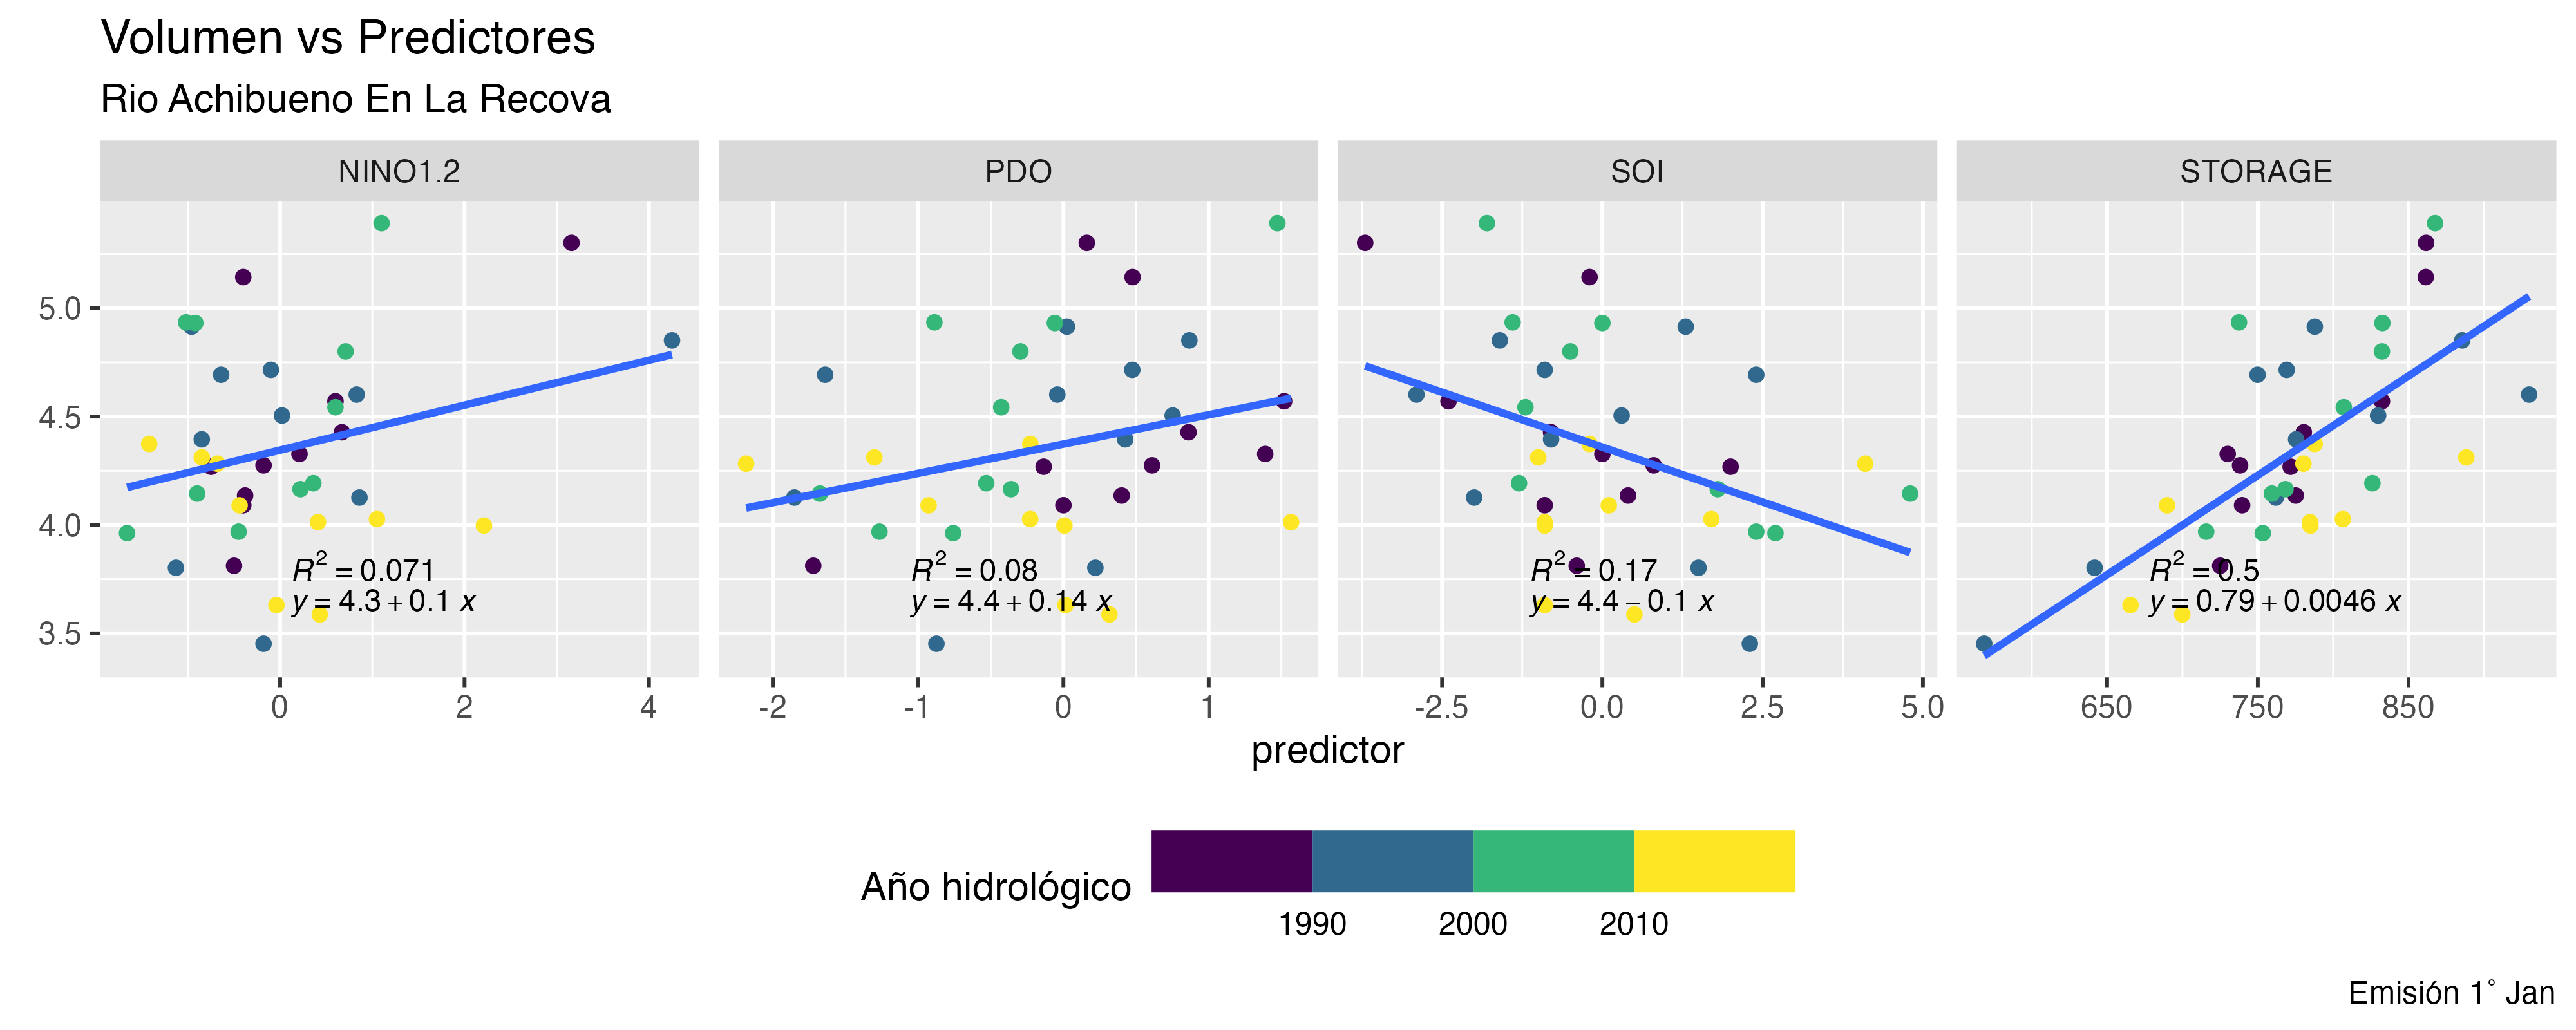 Volumen vs Predictores
Rio Achibueno En La Recova
NINO1.2 PDO SOI STORAGE
5.0
4.5
4.0
3.5
R² = 0.071 R² = 0.08 R² = 0.17 R² = 0.5
y = 4.3 + 0.1 x y = 4.4 + 0.14 x y = 4.4 − 0.1 x y = 0.79 + 0.0046 x
0 2 4 -2 -1 0 1 -2.5 0.0 2.5 5.0 650 750 850
predictor
Año hidrológico
1990 2000 2010
Emisión 1° Jan